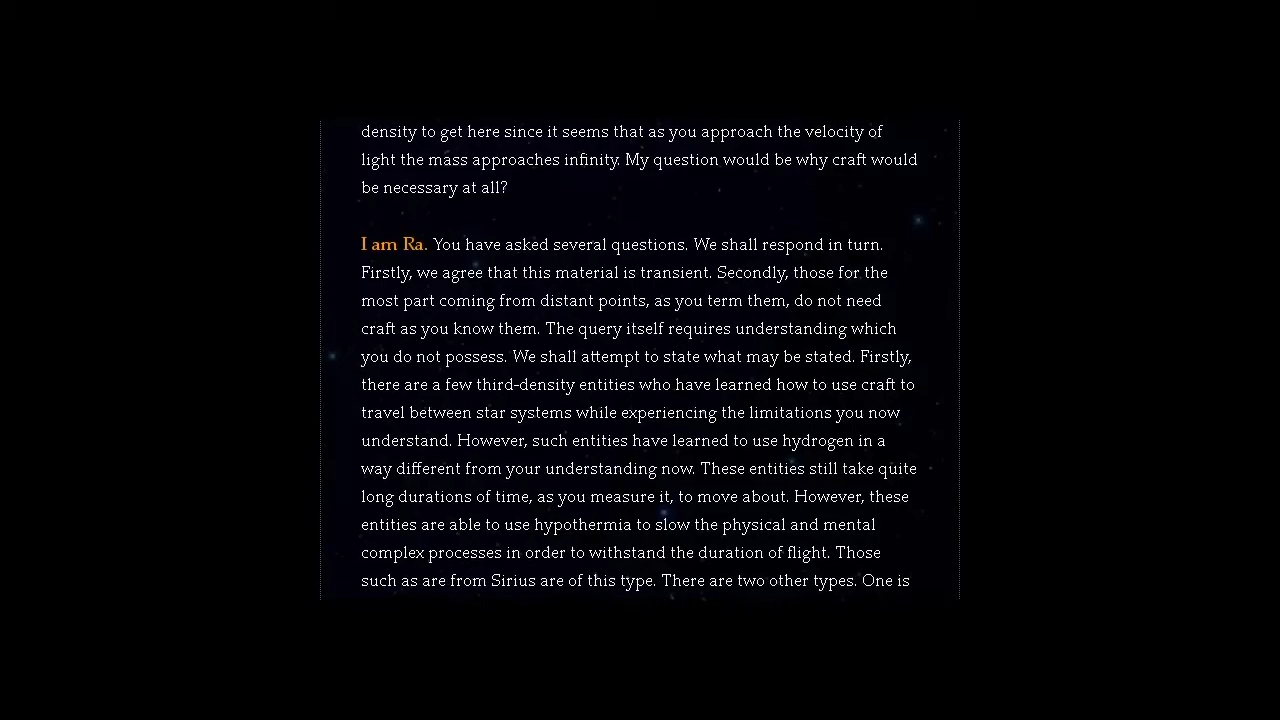 density to get here since it seems that as you approach the velocity of
light the mass approaches infinity. My question would be why craft would
be necessary at all?
I am Ra. You have asked several questions. We shall respond in turn.
Firstly, we agree that this material is transient. Secondly, those for the
most part coming from distant points, as you term them, do not need
craft as you know them. The query itself requires understanding which
you do not possess. We shall attempt to state what may be stated. Firstly,
there are a few third-density entities who have learned how to use craft to
travel between star systems while experiencing the limitations you now
understand. However, such entities have learned to use hydrogen in a
way different from your understanding now. These entities still take quite
long durations of time, as you measure it, to move about. However, these
entities are able to use hypothermia to slow the physical and mental
complex processes in order to withstand the duration of flight. Those
such as are from Sirius are of this type. There are two other types. One is